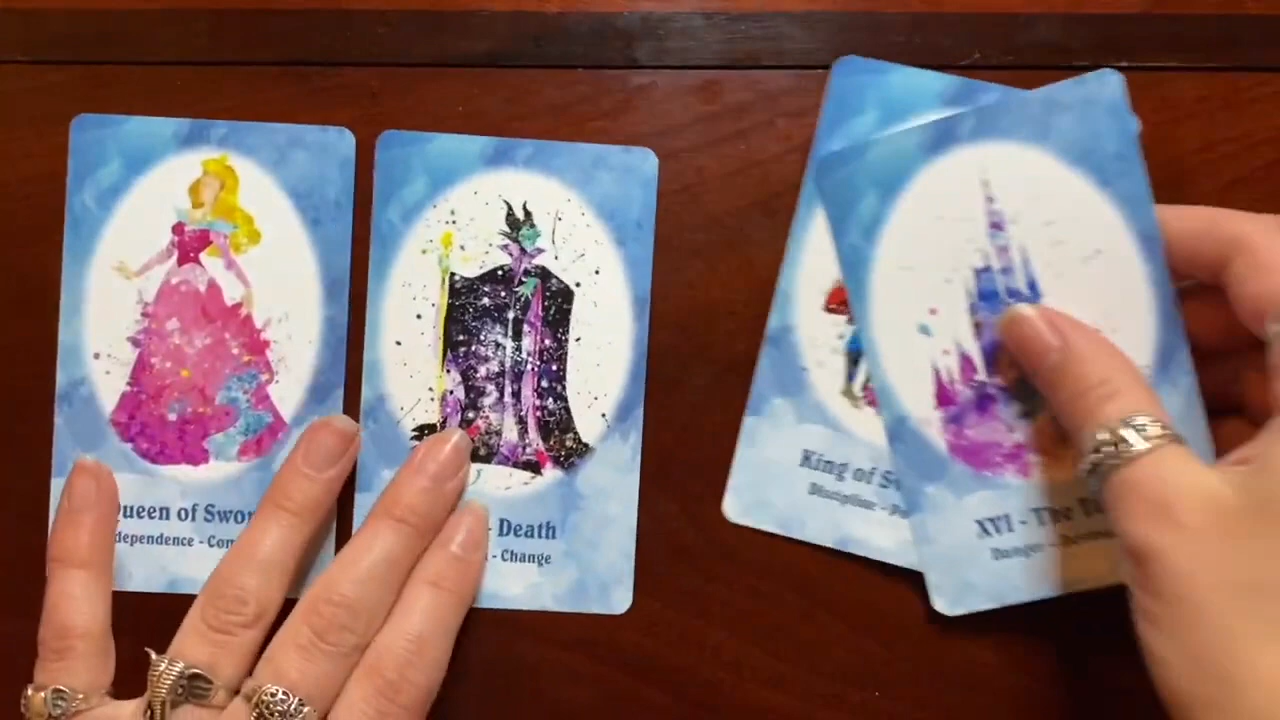 Queen of Swor
dependence - Com
- Death
- Change
King of S
Discipline - P
XVI - The
Danger -